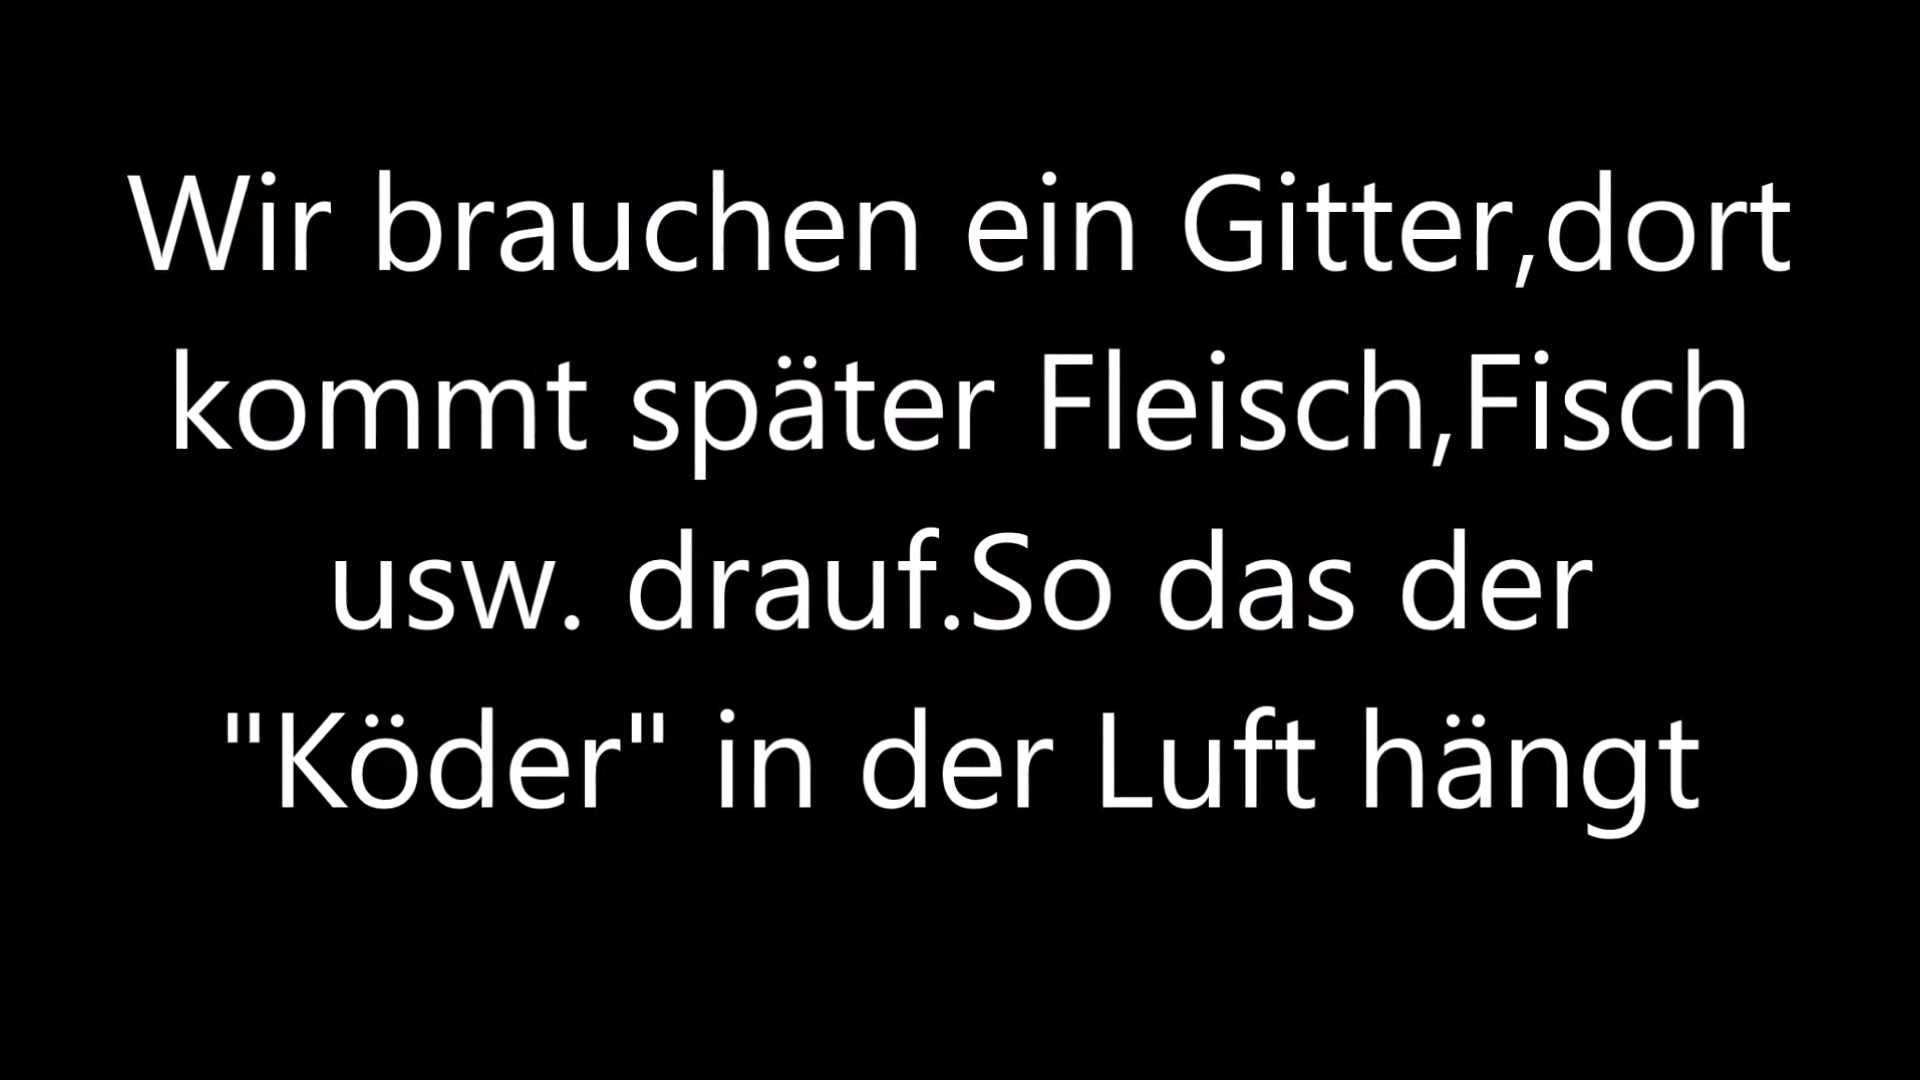 Wir brauchen ein Gitter,dort
kommt später Fleisch,Fisch
usw. drauf.So das der
"Köder" in der Luft hängt